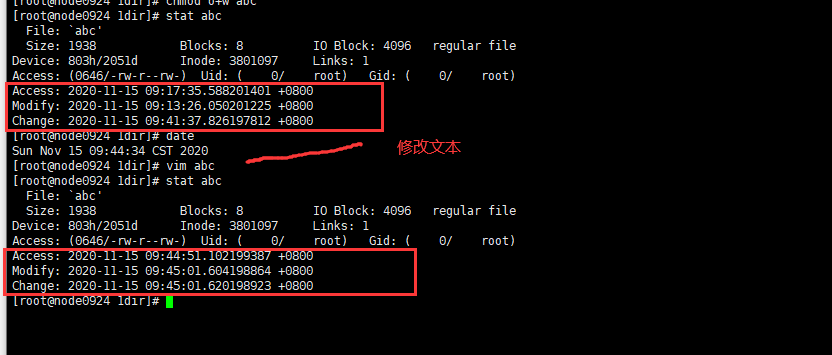 [root@node0924 1dir]# chmod o+w abc
[root@node0924 1dir]# stat abc
  File: `abc'
  Size: 1938            Blocks: 8          IO Block: 4096   regular file
Device: 803h/2051d      Inode: 3801097     Links: 1
Access: (0646/-rw-r--rw-)  Uid: (    0/    root)   Gid: (    0/    root)
Access: 2020-11-15 09:17:35.588201401 +0800
Modify: 2020-11-15 09:13:26.050201225 +0800
Change: 2020-11-15 09:41:37.826197812 +0800
[root@node0924 1dir]# date
Sun Nov 15 09:44:34 CST 2020
修改文本
[root@node0924 1dir]# vim abc
[root@node0924 1dir]# stat abc
  File: `abc'
  Size: 1938            Blocks: 8          IO Block: 4096   regular file
Device: 803h/2051d      Inode: 3801097     Links: 1
Access: (0646/-rw-r--rw-)  Uid: (    0/    root)   Gid: (    0/    root)
Access: 2020-11-15 09:44:51.102199387 +0800
Modify: 2020-11-15 09:45:01.604198864 +0800
Change: 2020-11-15 09:45:01.620198923 +0800
[root@node0924 1dir]#